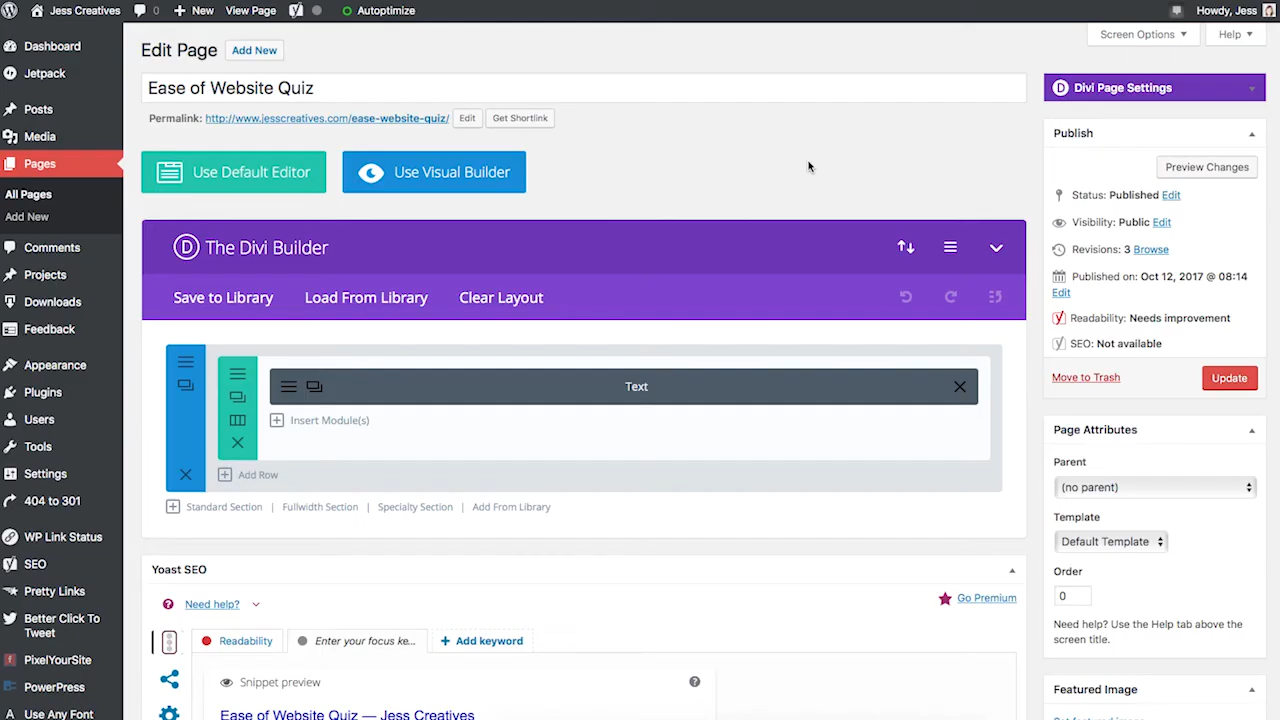 Jess Creatives
0
New
View Page
Autoptimize
Howdy, Jess
Dashboard
Jetpack
Posts
Media
Pages
All Pages
Add New
Comments
Projects
Downloads
Feedback
Appearance
Plugins
Users
Tools
Settings
404 to 301
WP Link Status
SEO
Pretty Links
Better Click To
Tweet
PixelYourSite
PowerPress
Use Any Font
Edit Page
Add New
Screen Options
Help
Ease of Website Quiz
Permalink: http://www.jesscreatives.com/ease-website-quiz/
Edit
Get Shortlink
Use Default Editor
Use Visual Builder
The Divi Builder
Save to Library
Load From Library
Clear Layout
Text
Insert Module(s)
Add Row
Standard Section | Fullwidth Section | Specialty Section | Add From Library
Yoast SEO
Need help?
Go Premium
Readability
Enter your focus ke...
Add keyword
Snippet preview
Ease of Website Quiz — Jess Creatives
Divi Page Settings
Publish
Preview Changes
Status: Published Edit
Visibility: Public Edit
Revisions: 3 Browse
Published on: Oct 12, 2017 @ 08:14
Edit
Readability: Needs improvement
SEO: Not available
Move to Trash
Update
Page Attributes
Parent
(no parent)
Template
Default Template
Order
0
Need help? Use the Help tab above the
screen title.
Featured Image
Set featured image